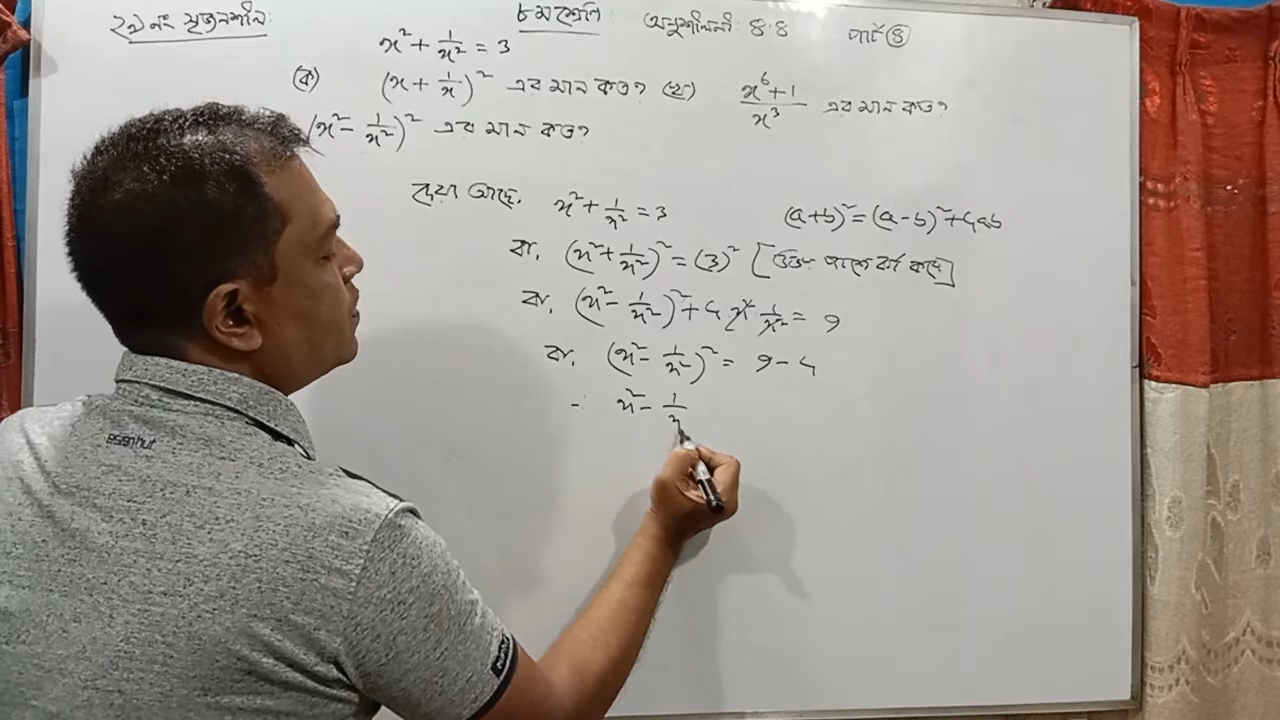 ২৯ নং সৃজনশীল:
৮ম শ্রেণি
অনুশীলনী: ৪.৪
পার্ট ④
x² + 1/x² = 3
(ক) (x + 1/x)² এর মান কত? (খ) (x⁶+1)/x³ এর মান কত?
(x² - 1/x²)² এর মান কত?
দেয়া আছে, x² + 1/x² = 3
(a+b)² = (a-b)² + 4ab
বা, (x² + 1/x²)² = (3)² [উভয় পাশে বর্গ করে]
বা, (x² - 1/x²)² + 4 x² · 1/x² = 9
বা, (x² - 1/x²)² = 9 - 4
∴ x² - 1/x
esenhut